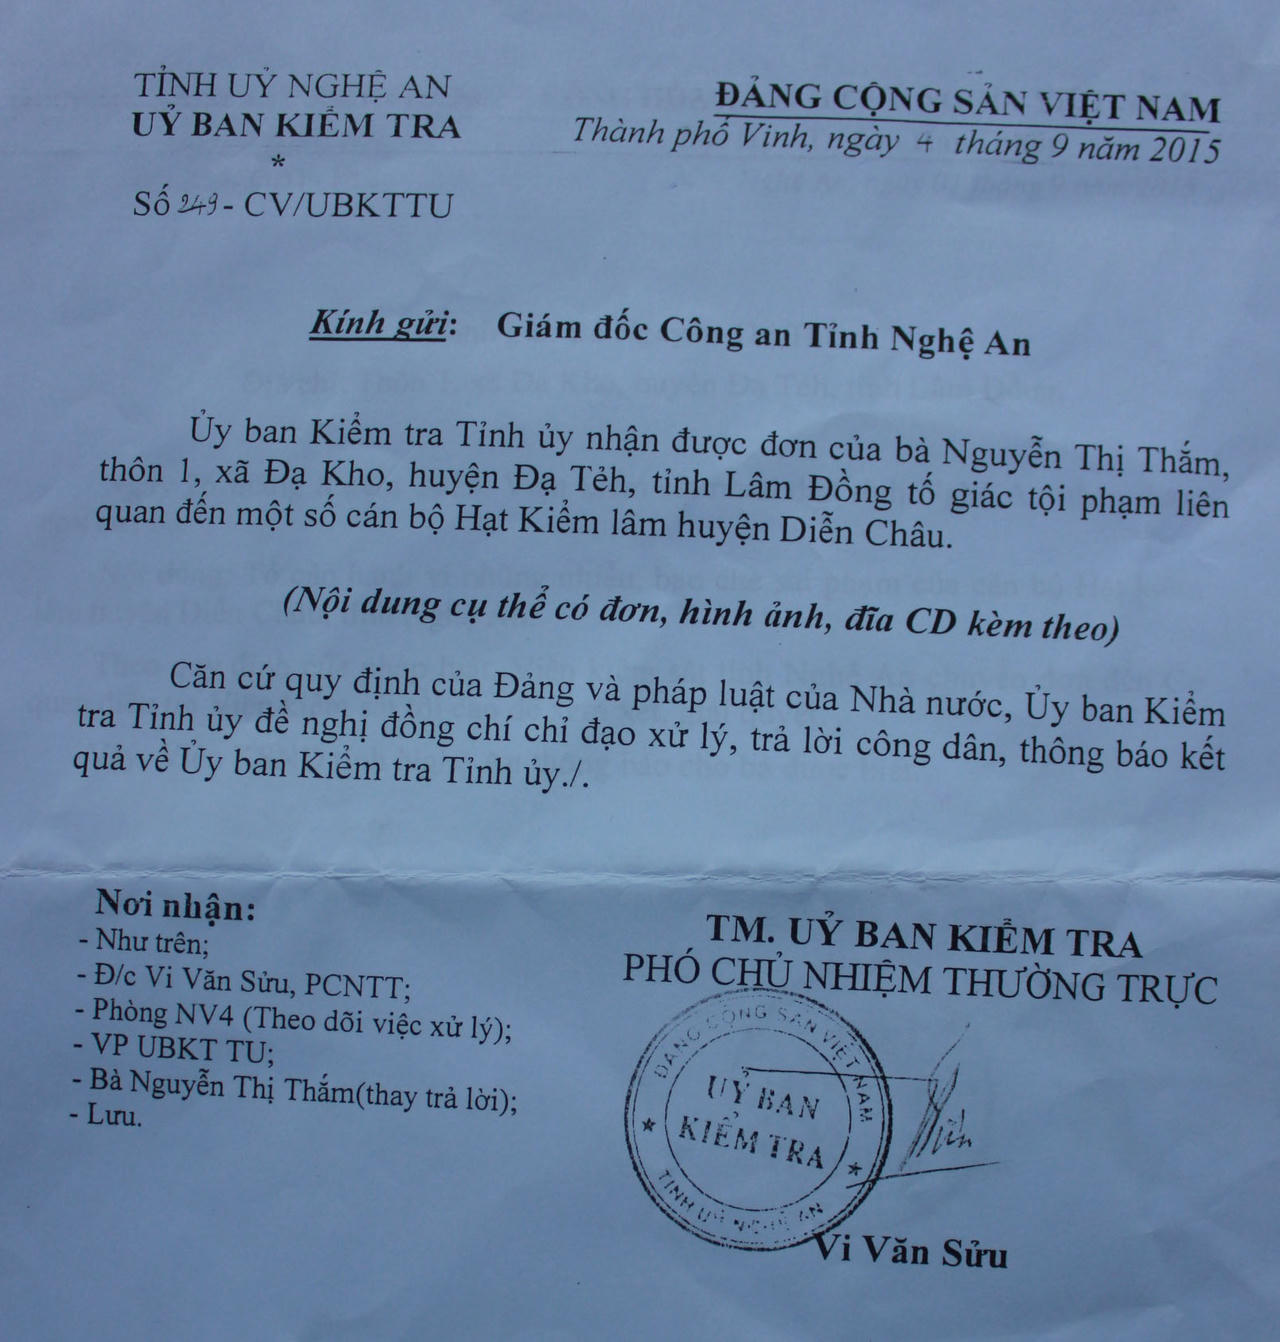 TỈNH UỶ NGHỆ AN
UỶ BAN KIỂM TRA
*
Số 249 - CV/UBKTTU
ĐẢNG CỘNG SẢN VIỆT NAM
Thành phố Vinh, ngày 4 tháng 9 năm 2015
Kính gửi: Giám đốc Công an Tỉnh Nghệ An
Ủy ban Kiểm tra Tỉnh ủy nhận được đơn của bà Nguyễn Thị Thắm,
thôn 1, xã Đạ Kho, huyện Đạ Tẻh, tỉnh Lâm Đồng tố giác tội phạm liên
quan đến một số cán bộ Hạt Kiểm lâm huyện Diễn Châu.
(Nội dung cụ thể có đơn, hình ảnh, đĩa CD kèm theo)
Căn cứ quy định của Đảng và pháp luật của Nhà nước, Ủy ban Kiểm
tra Tỉnh ủy đề nghị đồng chí chỉ đạo xử lý, trả lời công dân, thông báo kết
quả về Ủy ban Kiểm tra Tỉnh ủy./.
Nơi nhận:
- Như trên;
- Đ/c Vi Văn Sửu, PCNTT;
- Phòng NV4 (Theo dõi việc xử lý);
- VP UBKT TU;
- Bà Nguyễn Thị Thắm(thay trả lời);
- Lưu.
TM. UỶ BAN KIỂM TRA
PHÓ CHỦ NHIỆM THƯỜNG TRỰC
ĐẢNG CỘNG SẢN VIỆT NAM
UỶ BAN
KIỂM TRA
TỈNH UỶ NGHỆ AN
Vi Văn Sửu